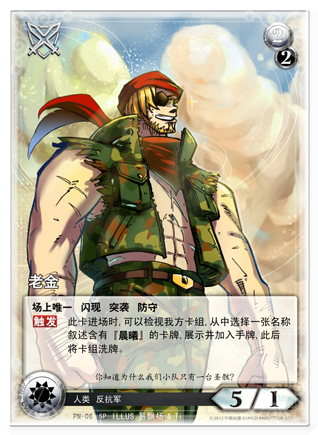 2
2
老金
场上唯一 闪现 突袭 防守
触发 此卡进场时,可以检视我方卡组,从中选择一张名称
叙述含有『晨曦』的卡牌,展示并加入手牌,此后
将卡组洗牌。
你知道为什么我们小队只有一台圣骸?
人类 反抗军
5 / 1
PN-06 SP ILLUS.